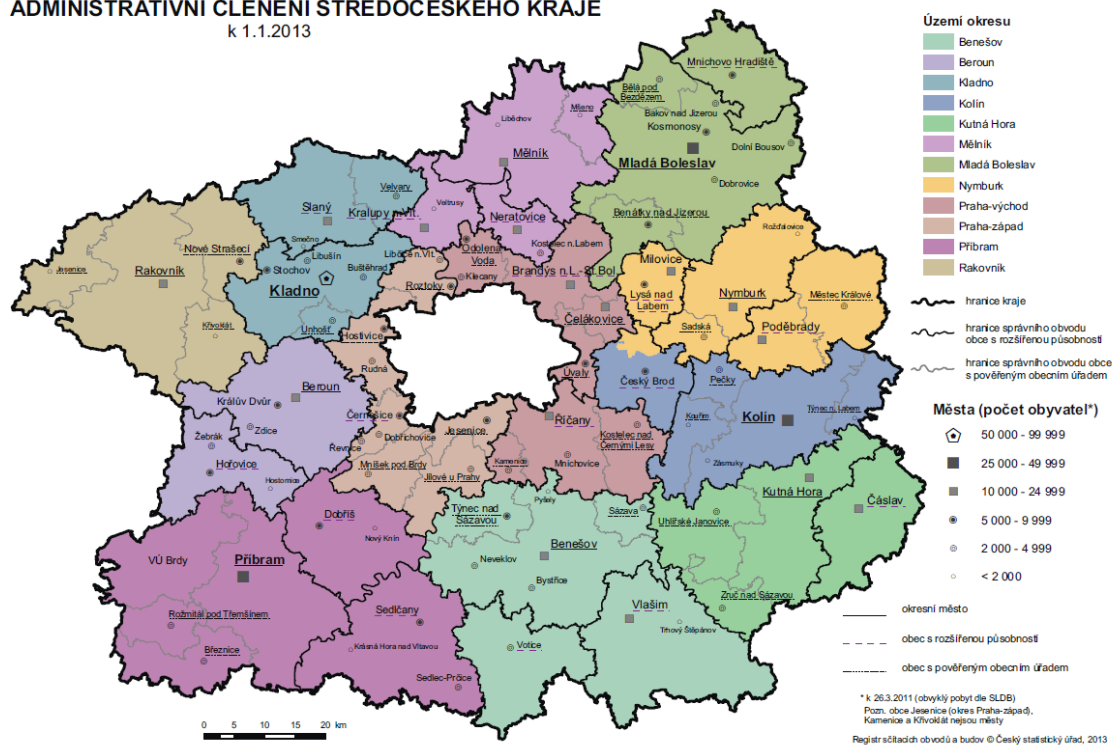 ADMINISTRATIVNÍ ČLENĚNÍ STŘEDOČESKÉHO KRAJE
k 1.1.2013
Území okresu
Benešov
Beroun
Kladno
Kolín
Kutná Hora
Mělník
Mladá Boleslav
Nymburk
Praha-východ
Praha-západ
Příbram
Rakovník
hranice kraje
hranice správního obvodu
obce s rozšířenou působností
hranice správního obvodu obce
s pověřeným obecním úřadem
Města (počet obyvatel*)
50 000 - 99 999
25 000 - 49 999
10 000 - 24 999
5 000 - 9 999
2 000 - 4 999
< 2 000
okresní město
obec s rozšířenou působností
obec s pověřeným obecním úřadem
* k 26.3.2011 (obvyklý pobyt dle SLDB)
Pozn. obce Jesenice (okres Praha-západ),
Kamenice a Křivoklát nejsou městy
Registr sčítacích obvodů a budov © Český statistický úřad, 2013
Mnichovo Hradiště
Bělá pod
Bezdězem
Bakov nad Jizerou
Kosmonosy
Mšeno
Liběchov
Dolní Bousov
Mělník
Mladá Boleslav
Dobrovice
Velvary
Slaný
Veltrusy
Kralupy n.Vlt.
Neratovice
Benátky nad Jizerou
Rožďalovice
Smečno
Nové Strašecí
Libušín
Libčice n.Vlt.
Odolena
Voda
Kostelec n.Labem
Milovice
Jesenice
Rakovník
Stochov
Buštěhrad
Klecany
Brandýs n.L.-St.Bol.
Kladno
Roztoky
Lysá nad
Labem
Nymburk
Městec Králové
Křivoklát
Unhošť
Hostivice
Čelákovice
Sadská
Poděbrady
Rudná
Úvaly
Český Brod
Pečky
Beroun
Králův Dvůr
Černošice
Jesenice
Říčany
Kouřim
Kolín
Týnec n. Labem
Zdice
Dobřichovice
Žebrák
Řevnice
Kostelec nad
Černými Lesy
Hořovice
Mníšek pod Brdy
Kamenice
Mnichovice
Zásmuky
Hostomice
Jílové u Prahy
Pyšely
Kutná Hora
Čáslav
Dobříš
Týnec nad
Sázavou
Sázava
Uhlířské Janovice
Nový Knín
VÚ Brdy
Příbram
Neveklov
Benešov
Bystřice
Zruč nad Sázavou
Rožmitál pod Třemšínem
Sedlčany
Vlašim
Trhový Štěpánov
Březnice
Krásná Hora nad Vltavou
Votice
Sedlec-Prčice
0 5 10 15 20 km